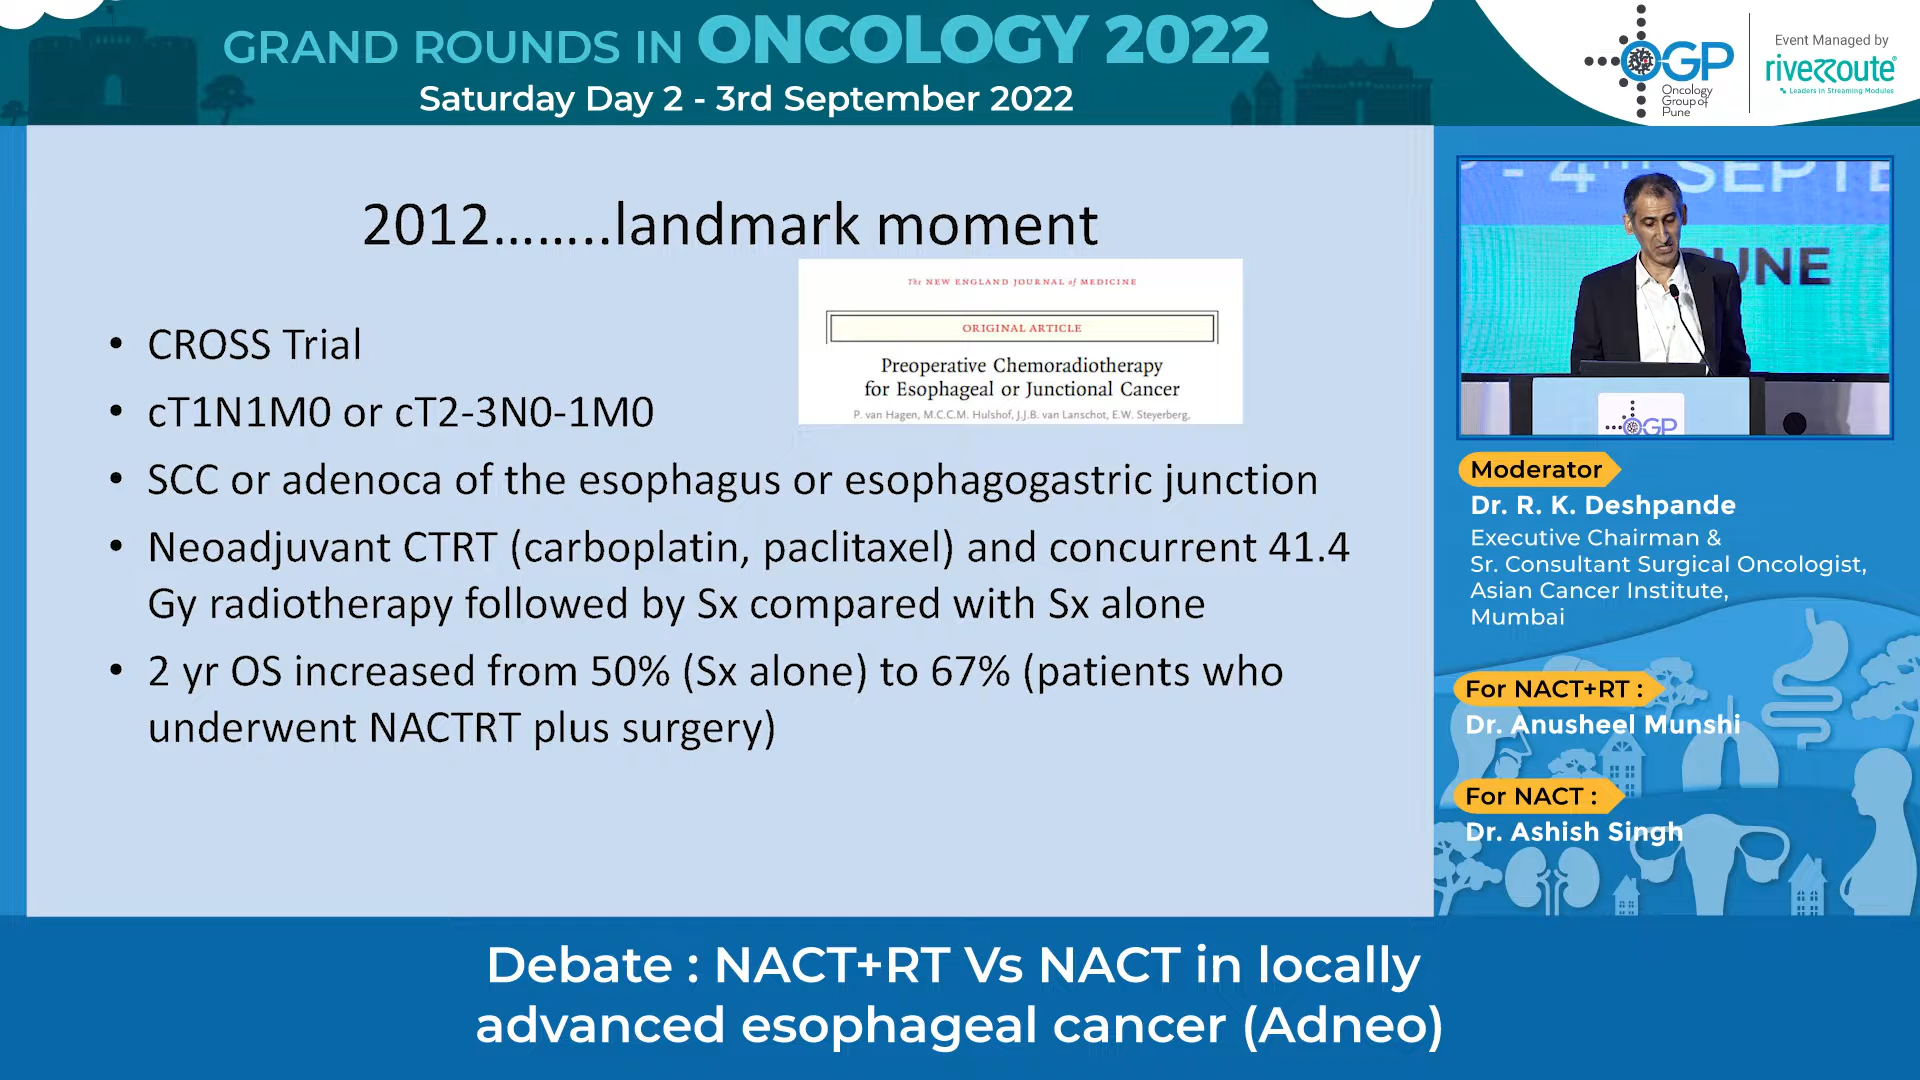 GRAND ROUNDS IN ONCOLOGY 2022
Saturday Day 2 - 3rd September 2022
OGP
Oncology
Group of
Pune
Event Managed by
riveRoute
Leaders in Streaming Modules
2012........landmark moment
The NEW ENGLAND JOURNAL of MEDICINE
ORIGINAL ARTICLE
Preoperative Chemoradiotherapy
for Esophageal or Junctional Cancer
P. van Hagen, M.C.C.M. Hulshof, J.J.B. van Lanschot, E.W. Steyerberg,
• CROSS Trial
• cT1N1M0 or cT2-3N0-1M0
• SCC or adenoca of the esophagus or esophagogastric junction
• Neoadjuvant CTRT (carboplatin, paclitaxel) and concurrent 41.4
Gy radiotherapy followed by Sx compared with Sx alone
• 2 yr OS increased from 50% (Sx alone) to 67% (patients who
underwent NACTRT plus surgery)
- 4th SEPTE
PUNE
OGP
Moderator
Dr. R. K. Deshpande
Executive Chairman &
Sr. Consultant Surgical Oncologist,
Asian Cancer Institute,
Mumbai
For NACT+RT :
Dr. Anusheel Munshi
For NACT :
Dr. Ashish Singh
Debate : NACT+RT Vs NACT in locally
advanced esophageal cancer (Adneo)